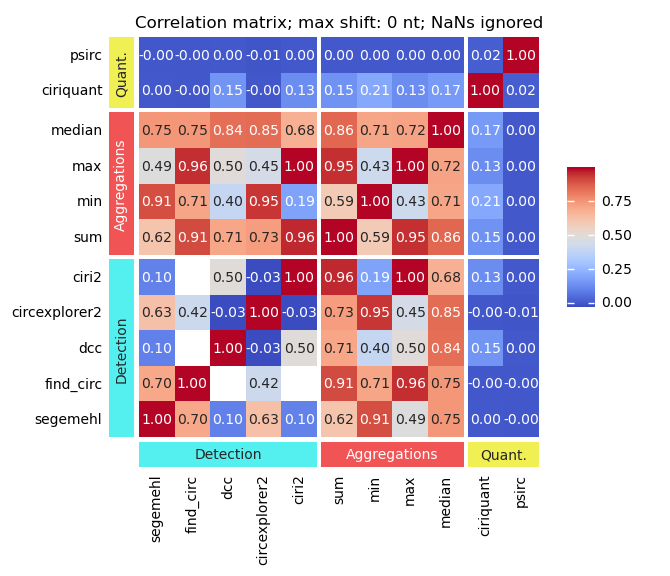 Correlation matrix; max shift: 0 nt; NaNs ignored
psirc -0.00 -0.00 0.00 -0.01 0.00 0.00 0.00 0.00 0.00 0.02 1.00
Quant.
ciriquant 0.00 -0.00 0.15 -0.00 0.13 0.15 0.21 0.13 0.17 1.00 0.02
median 0.75 0.75 0.84 0.85 0.68 0.86 0.71 0.72 1.00 0.17 0.00
max 0.49 0.96 0.50 0.45 1.00 0.95 0.43 1.00 0.72 0.13 0.00
Aggregations
min 0.91 0.71 0.40 0.95 0.19 0.59 1.00 0.43 0.71 0.21 0.00
sum 0.62 0.91 0.71 0.73 0.96 1.00 0.59 0.95 0.86 0.15 0.00
ciri2 0.10 0.50 -0.03 1.00 0.96 0.19 1.00 0.68 0.13 0.00
circexplorer2 0.63 0.42 -0.03 1.00 -0.03 0.73 0.95 0.45 0.85 -0.00 -0.01
Detection
dcc 0.10 1.00 -0.03 0.50 0.71 0.40 0.50 0.84 0.15 0.00
find_circ 0.70 1.00 0.42 0.91 0.71 0.96 0.75 -0.00 -0.00
segemehl 1.00 0.70 0.10 0.63 0.10 0.62 0.91 0.49 0.75 0.00 -0.00
Detection Aggregations Quant.
segemehl find_circ dcc circexplorer2 ciri2 sum min max median ciriquant psirc
0.75
0.50
0.25
0.00